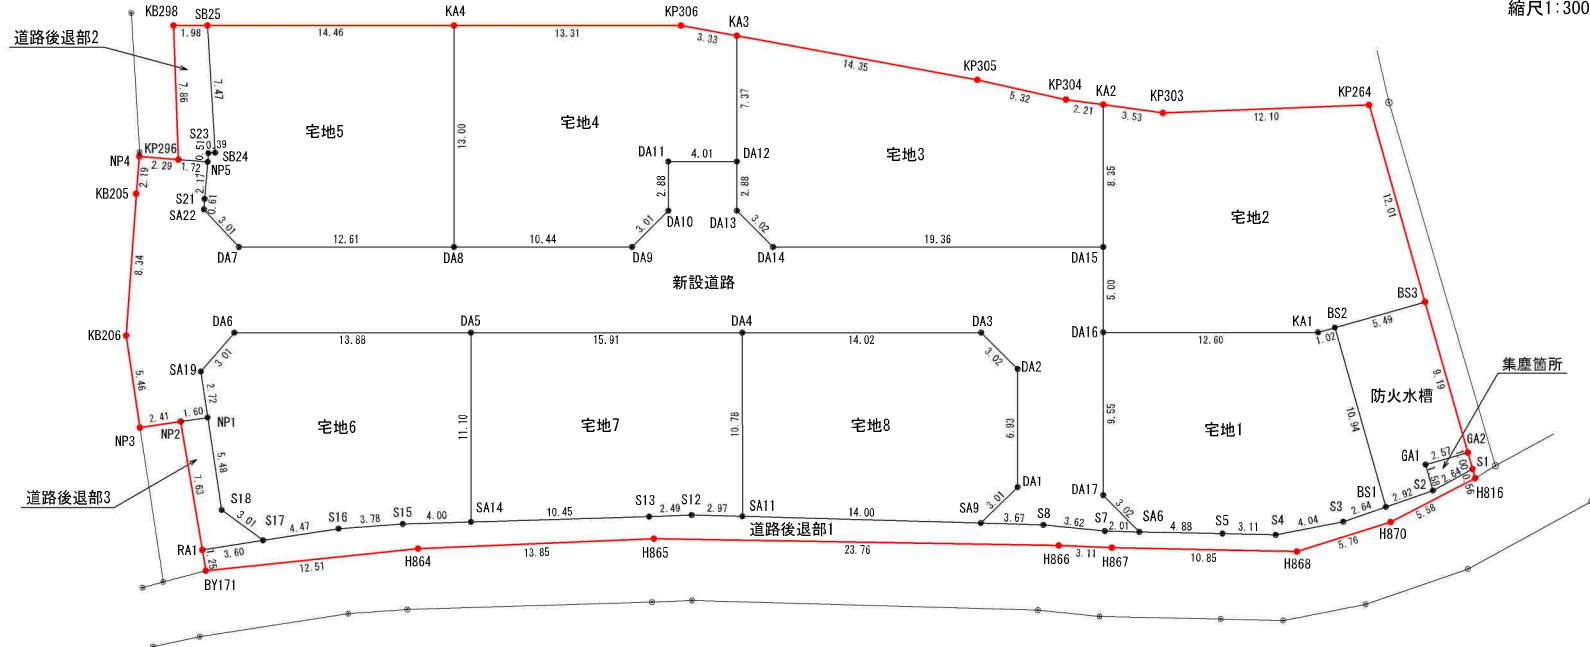 縮尺1:300
KB298
SB25
KA4
KP306
KA3
1.98
14.46
13.31
3.33
道路後退部2
14.35
KP305
5.32
KP304
2.21
KA2
3.53
KP303
12.10
KP264
7.86
7.47
13.00
7.37
宅地5
宅地4
宅地3
8.35
宅地2
12.01
S23
0.39
0.51
SB24
NP4
KP296
2.29
1.72
NP5
DA11
4.01
DA12
2.19
KB205
2.17
S21
0.61
SA22
3.01
2.88
2.88
DA10
3.01
DA13
3.02
DA7
12.61
DA8
10.44
DA9
DA14
19.36
DA15
8.34
新設道路
5.00
KB206
DA6
DA5
DA4
DA3
DA16
KA1
BS2
BS3
13.88
15.91
14.02
12.60
1.02
5.49
3.01
3.02
SA19
DA2
5.46
2.72
集塵箇所
9.19
防火水槽
2.41
1.60
NP3
NP2
NP1
宅地6
11.10
宅地7
10.78
宅地8
6.93
9.55
宅地1
10.94
GA2
GA1
2.57
1.00
S1
1.58
2.64
0.56
H816
道路後退部3
7.63
5.48
DA1
DA17
S2
S18
3.01
S17
4.47
S16
3.78
S15
4.00
SA14
10.45
S13
2.49
S12
2.97
SA11
14.00
SA9
3.01
3.67
S8
3.62
S7
2.01
3.02
SA6
4.88
S5
3.11
S4
4.04
S3
2.64
BS1
2.92
5.58
H870
道路後退部1
RA1
3.60
1.25
BY171
12.51
H864
13.85
H865
23.76
H866
3.11
H867
10.85
H868
5.76